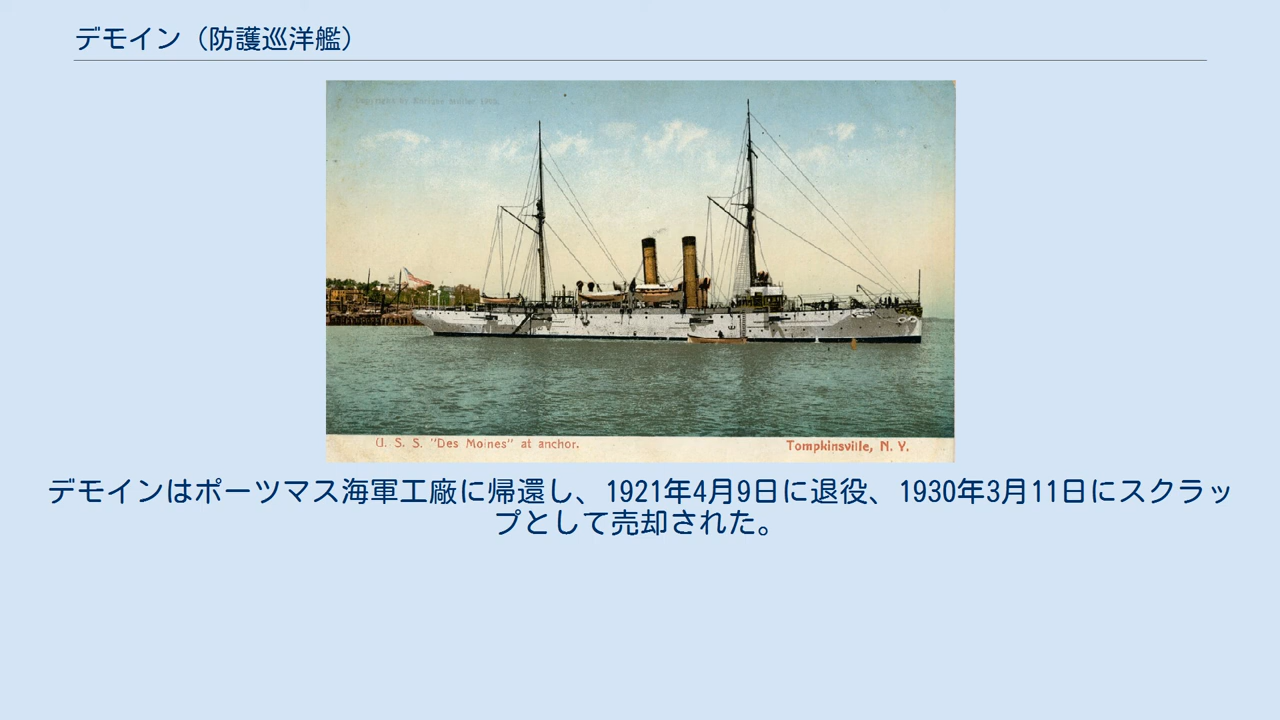 デモイン（防護巡洋艦）
U. S. S. "Des Moines" at anchor.
Tompkinsville, N. Y.
デモインはポーツマス海軍工廠に帰還し、1921年4月9日に退役、1930年3月11日にスクラッ
プとして売却された。